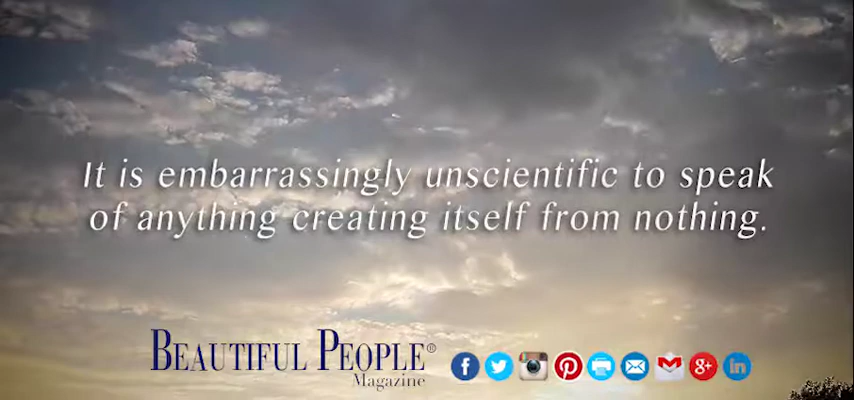 It is embarrassingly unscientific to speak
of anything creating itself from nothing.
BEAUTIFUL PEOPLE®
Magazine